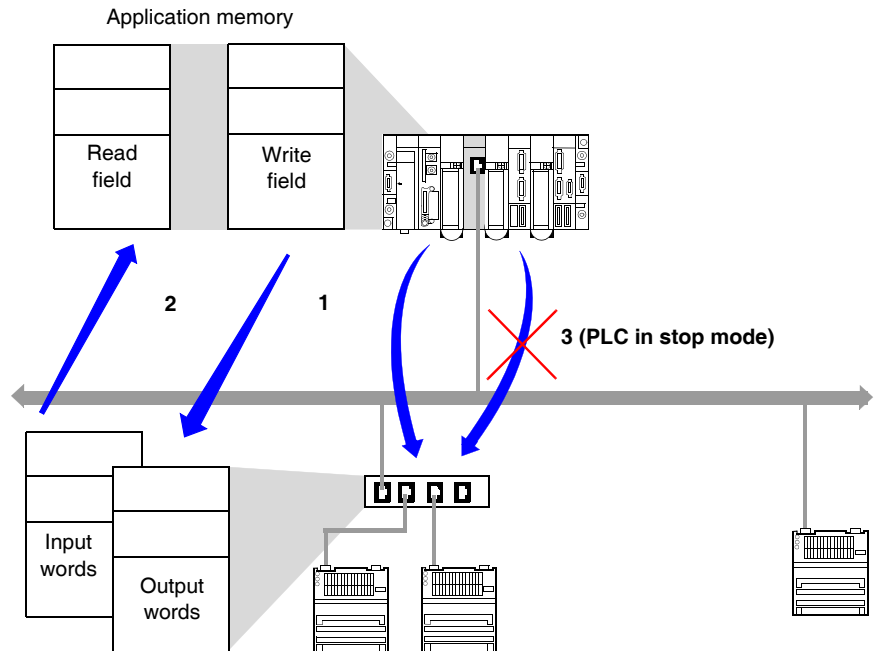 Application memory
Read
field
Write
field
2
1
3 (PLC in stop mode)
Input
words
Output
words